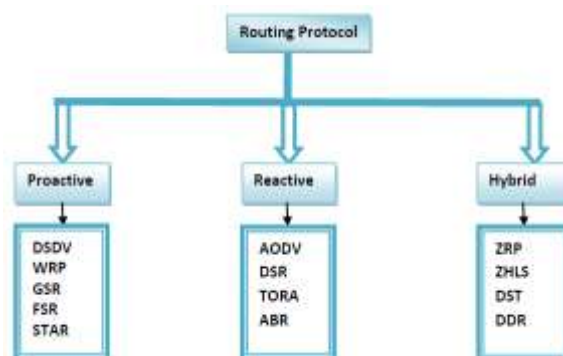 Routing Protocol
Proactive
Reactive
Hybrid
DSDV
WRP
GSR
FSR
STAR
AODV
DSR
TORA
ABR
ZRP
ZHLS
DST
DDR